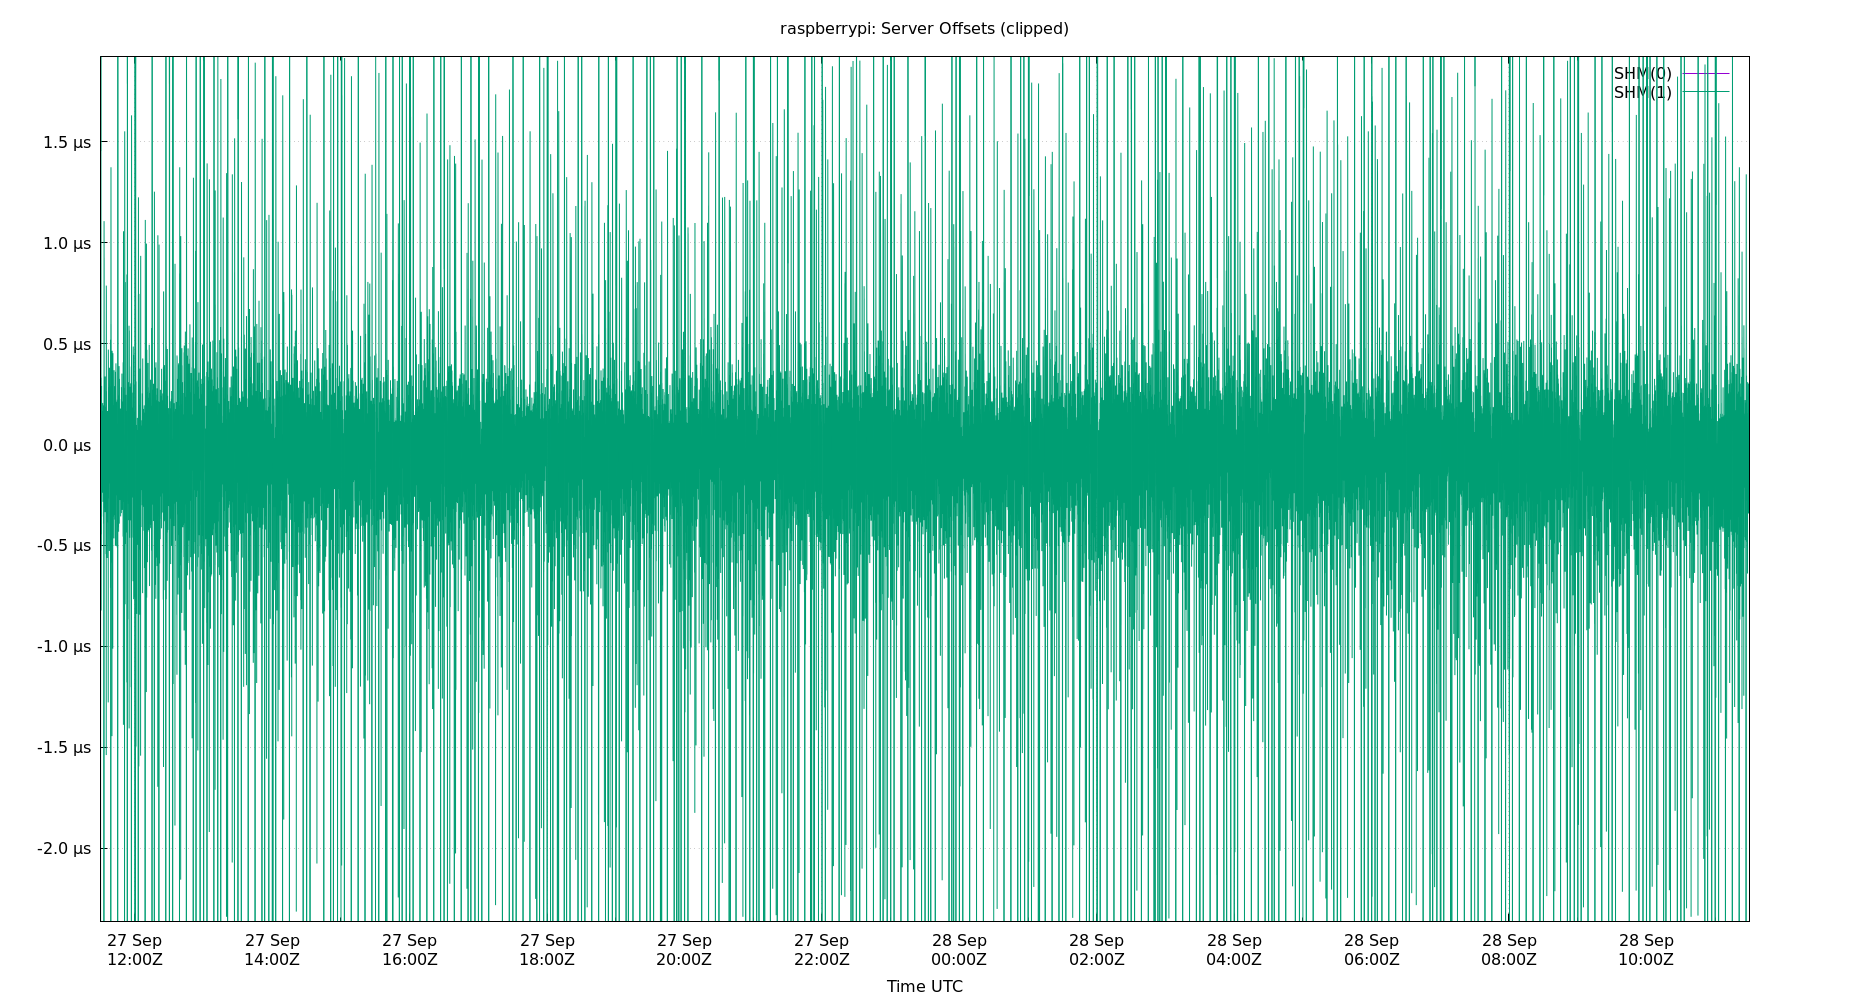 raspberrypi: Server Offsets (clipped)
SHM(0)
SHM(1)
1.5 µs
1.0 µs
0.5 µs
0.0 µs
-0.5 µs
-1.0 µs
-1.5 µs
-2.0 µs
27 Sep 27 Sep 27 Sep 27 Sep 27 Sep 27 Sep 28 Sep 28 Sep 28 Sep 28 Sep 28 Sep 28 Sep
12:00Z 14:00Z 16:00Z 18:00Z 20:00Z 22:00Z 00:00Z 02:00Z 04:00Z 06:00Z 08:00Z 10:00Z
Time UTC